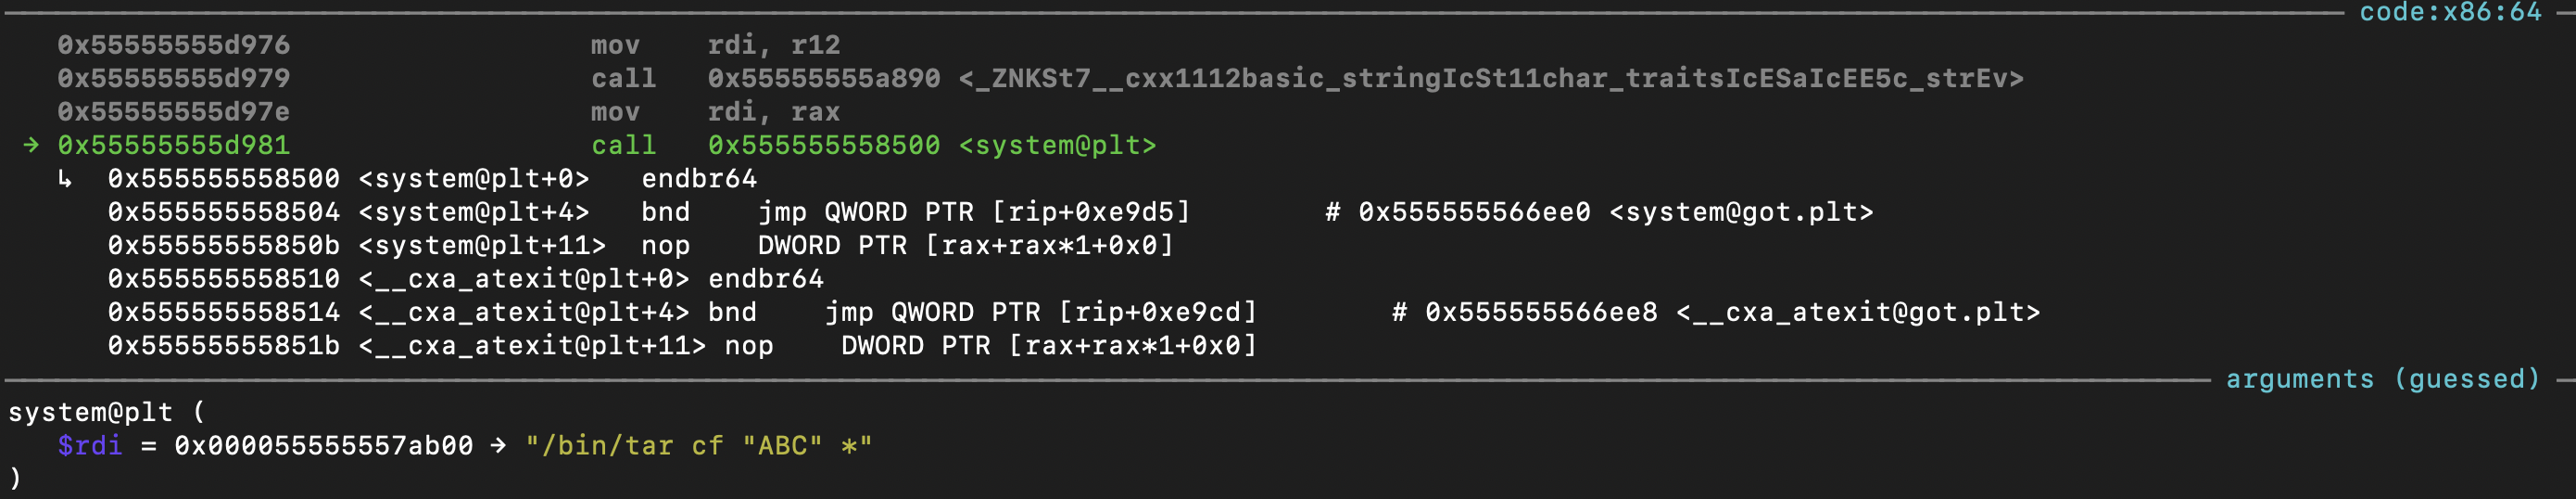 code:x86:64
0x55555555d976 mov rdi, r12
0x55555555d979 call 0x55555555a890 <_ZNKSt7__cxx1112basic_stringIcSt11char_traitsIcESaIcEE5c_strEv>
0x55555555d97e mov rdi, rax
→ 0x55555555d981 call 0x555555558500 <system@plt>
↳ 0x555555558500 <system@plt+0> endbr64
0x555555558504 <system@plt+4> bnd jmp QWORD PTR [rip+0xe9d5] # 0x555555566ee0 <system@got.plt>
0x55555555850b <system@plt+11> nop DWORD PTR [rax+rax*1+0x0]
0x555555558510 <__cxa_atexit@plt+0> endbr64
0x555555558514 <__cxa_atexit@plt+4> bnd jmp QWORD PTR [rip+0xe9cd] # 0x555555566ee8 <__cxa_atexit@got.plt>
0x55555555851b <__cxa_atexit@plt+11> nop DWORD PTR [rax+rax*1+0x0]
arguments (guessed)
system@plt (
$rdi = 0x000055555557ab00 → "/bin/tar cf "ABC" *"
)